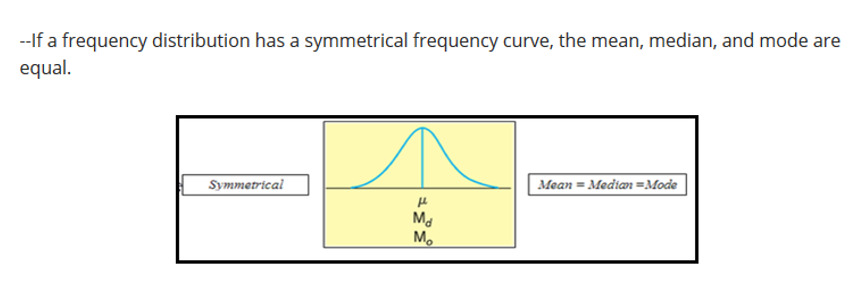 --If a frequency distribution has a symmetrical frequency curve, the mean, median, and mode are
equal.
Symmetrical
μ
Md
Mo
Mean = Median =Mode